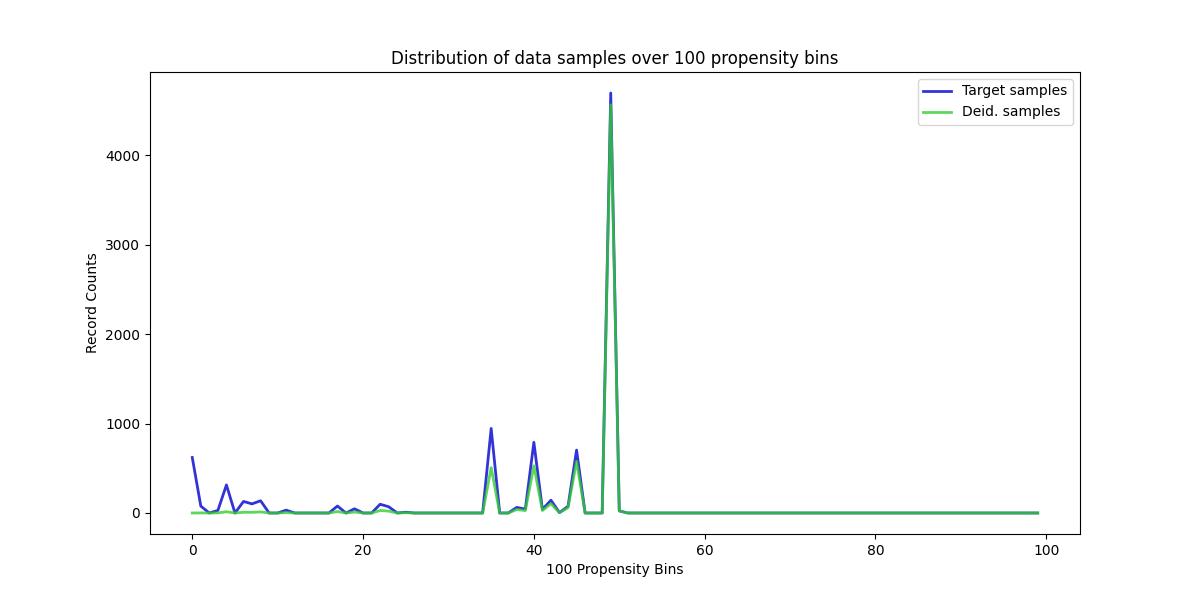 Distribution of data samples over 100 propensity bins
Target samples
Deid. samples
4000
3000
2000
1000
0
Record Counts
0 20 40 60 80 100
100 Propensity Bins